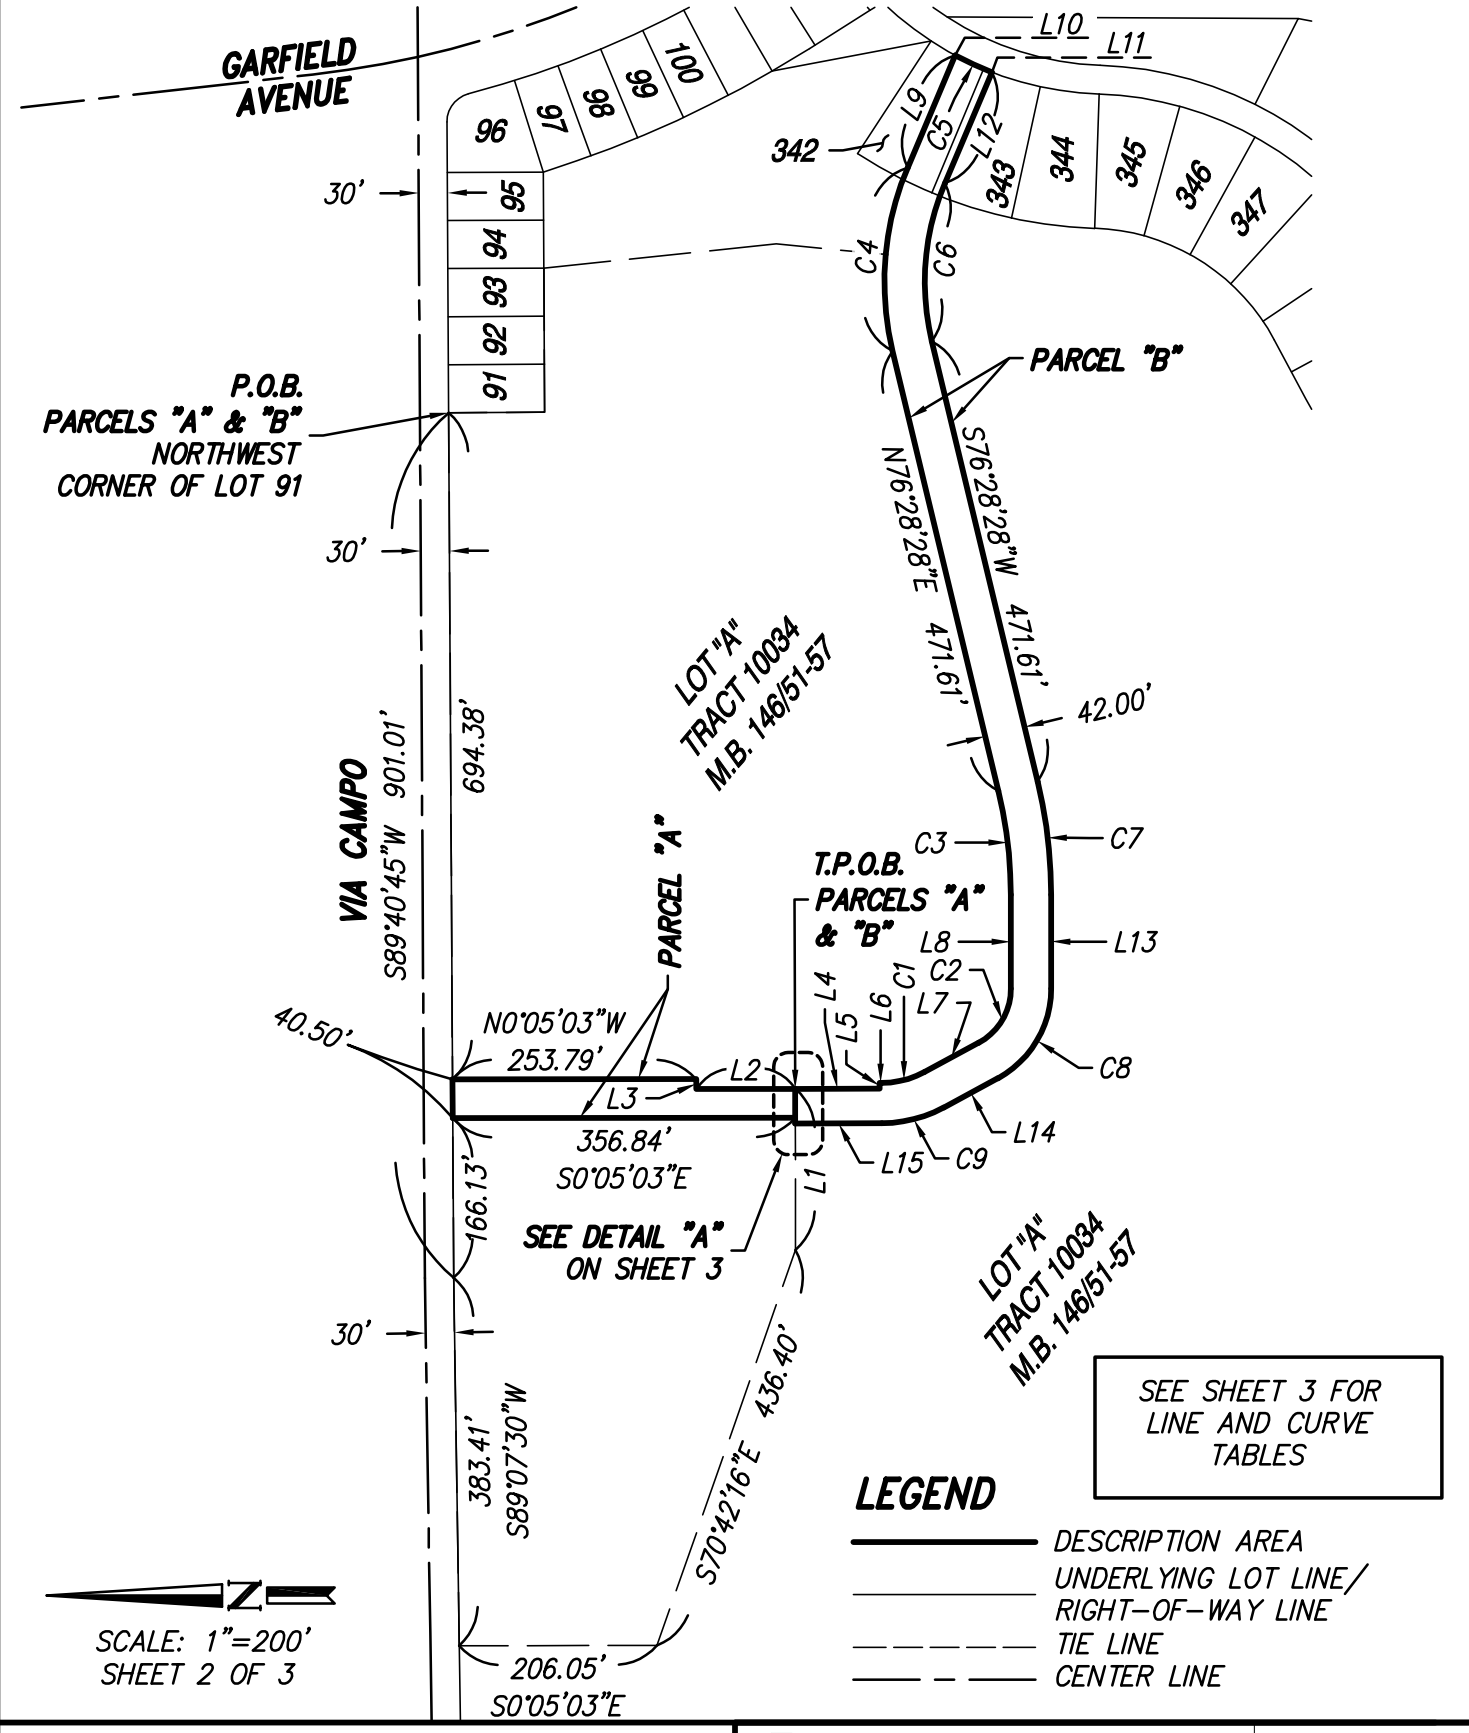 GARFIELD
AVENUE
L10
L11
100
99
98
97
96
95
94
93
92
91
L9
C5
L12
342
343
344
345
346
347
30'
C4
C6
PARCEL "B"
P.O.B.
PARCELS "A" & "B"
NORTHWEST
CORNER OF LOT 91
30'
N76°28'28"E 471.61'
S76°28'28"W 471.61'
42.00'
LOT "A"
TRACT 10034
M.B. 146/51-57
VIA CAMPO
S89°40'45"W 901.01'
694.38'
PARCEL "A"
C3
C7
T.P.O.B.
PARCELS "A"
& "B"
L8
L13
C2
L4
L5
L6
C1
L7
40.50'
N0°05'03"W
253.79'
L2
L3
C8
L14
C9
L15
356.84'
S0°05'03"E
L1
166.13'
SEE DETAIL "A"
ON SHEET 3
30'
LOT "A"
TRACT 10034
M.B. 146/51-57
S70°42'16"E 436.40'
383.41'
S89°07'30"W
206.05'
S0°05'03"E
SEE SHEET 3 FOR
LINE AND CURVE
TABLES
LEGEND
DESCRIPTION AREA
UNDERLYING LOT LINE/
RIGHT-OF-WAY LINE
TIE LINE
CENTER LINE
N
SCALE: 1"=200'
SHEET 2 OF 3